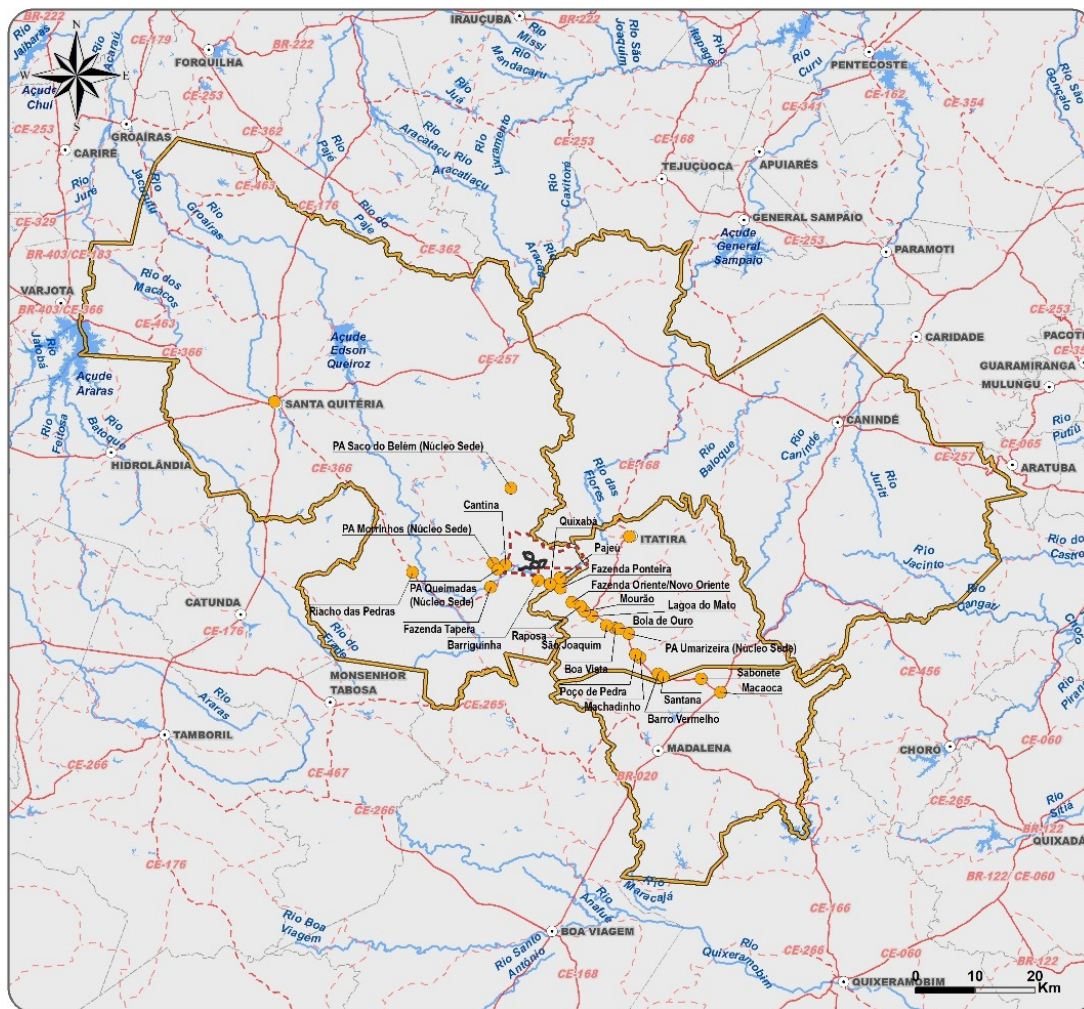 BR-222
IRAUÇUBA
BR-222
Rio
Jaibaras
Rio
Acaraú
CE-179
BR-222
FORQUILHA
Rio
Missi
Rio
Mandacaru
Rio São
Joaquim
Rio
Itapagé
Rio
Curu
PENTECOSTE
Rio São
Gonçalo
N
W
E
S
Açude
Chuí
CE-253
Rio
Juá
CE-162
CE-341
CE-354
CE-253
GROAÍRAS
CE-362
Rio
Pajé
Rio
Aracatiaçu
Rio
Livramento
CE-253
CE-168
CARIRÉ
APUIARÉS
TEJUÇUOCA
Rio
Jure
Rio
CE-463
Rio
Aracatiaçu
Rio
Caxitoré
CE-176
Rio
Groaíras
Rio do
Paje
CE-329
GENERAL SAMPÁIO
Açude
General
Sampaio
CE-253
BR-403/CE-183
CE-362
PARAMOTI
Rio dos
Macacos
VARJOTA
BR-403/CE-366
CE-463
CE-253
Rio
Jatobá
Açude
Edson
Queiroz
CE-257
CARIDADE
PACOTI
CE-366
GUARAMIRANGA
MULUNGU
Açude
Araras
SANTA QUITÉRIA
CANINDÉ
Rio
Feitosa
Rio
Batoque
Rio
Putiú
CE-065
PA Saco do Belém (Núcleo Sede)
HIDROLÂNDIA
CE-366
CE-168
Rio
Batoque
Rio
Canindé
CE-257
ARATUBA
Rio das
Flores
Rio
Juriti
Cantina
Quixaba
PA Morrinhos (Núcleo Sede)
ITATIRA
Pajeú
Rio do
Castro
Fazenda Ponteira
Rio
Jacinto
PA Queimadas
(Núcleo Sede)
Fazenda Oriente/Novo Oriente
Riacho das Pedras
Mourão
Rio
Cangati
CATUNDA
Lagoa do Mato
Fazenda Tapera
Bola de Ouro
CE-176
Rio do
Frade
Barriguinha
Raposa
São Joaquim
PA Umarizeira (Núcleo Sede)
Rio
Choró
Boa Vista
CE-456
MONSENHOR
TABOSA
Sabonete
Poço de Pedra
Macaoca
Santana
Machadinho
Barro Vermelho
Rio
CE-265
Rio
Araras
TAMBORIL
MADALENA
CHORÓ
CE-060
CE-266
CE-467
BR-020
CE-265
Rio
Sitiá
CE-266
BR-122
QUIXADÁ
CE-176
BR-122/
CE-060
Rio
Maracajá
Rio
CE-166
Rio Boa
Viagem
BOA VIAGEM
Rio Santo
Antônio
Rio
Quixeramobim
CE-266
CE-060
BR-122
CE-168
QUIXERAMOBIM
0
10
20
Km